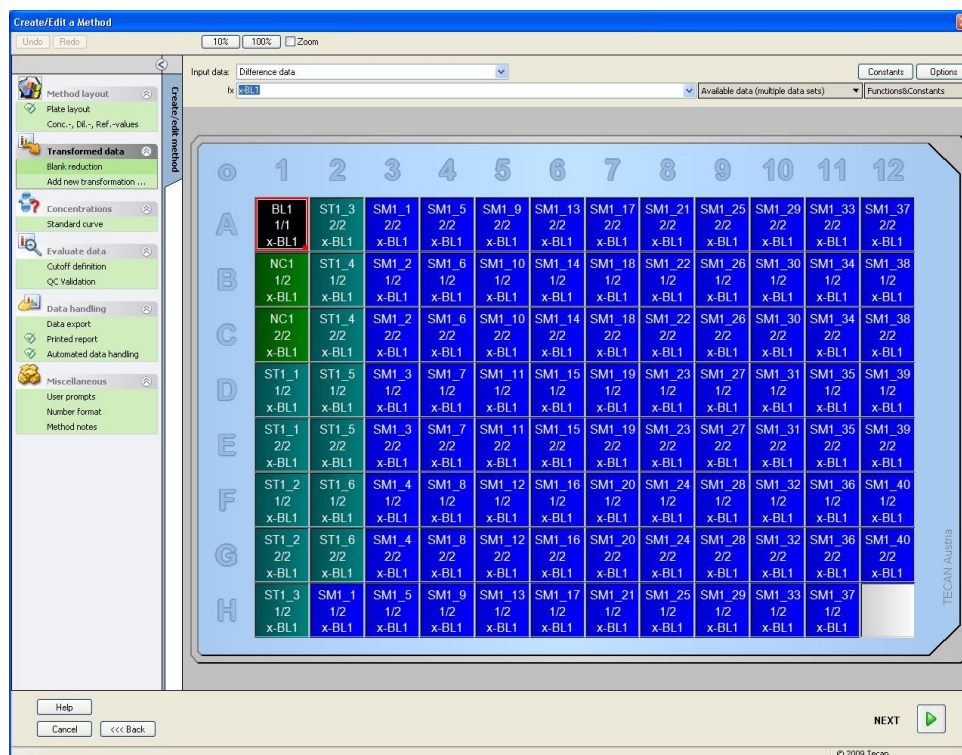 Create/Edit a Method
Undo Redo 10% 100% Zoom
Input data: Difference data Constants Options
fx x-BL1 Available data (multiple data sets) Functions&Constants
Create/edit method
Method layout
Plate layout
Conc.-, Dil.-, Ref.-values
Transformed data
Blank reduction
Add new transformation ...
Concentrations
Standard curve
Evaluate data
Cutoff definition
QC Validation
Data handling
Data export
Printed report
Automated data handling
Miscellaneous
User prompts
Number format
Method notes
1 2 3 4 5 6 7 8 9 10 11 12
A
BL1 ST1_3 SM1_1 SM1_5 SM1_9 SM1_13 SM1_17 SM1_21 SM1_25 SM1_29 SM1_33 SM1_37
1/1 2/2 2/2 2/2 2/2 2/2 2/2 2/2 2/2 2/2 2/2 2/2
x-BL1 x-BL1 x-BL1 x-BL1 x-BL1 x-BL1 x-BL1 x-BL1 x-BL1 x-BL1 x-BL1 x-BL1
B
NC1 ST1_4 SM1_2 SM1_6 SM1_10 SM1_14 SM1_18 SM1_22 SM1_26 SM1_30 SM1_34 SM1_38
1/2 1/2 1/2 1/2 1/2 1/2 1/2 1/2 1/2 1/2 1/2 1/2
x-BL1 x-BL1 x-BL1 x-BL1 x-BL1 x-BL1 x-BL1 x-BL1 x-BL1 x-BL1 x-BL1 x-BL1
C
NC1 ST1_4 SM1_2 SM1_6 SM1_10 SM1_14 SM1_18 SM1_22 SM1_26 SM1_30 SM1_34 SM1_38
2/2 2/2 2/2 2/2 2/2 2/2 2/2 2/2 2/2 2/2 2/2 2/2
x-BL1 x-BL1 x-BL1 x-BL1 x-BL1 x-BL1 x-BL1 x-BL1 x-BL1 x-BL1 x-BL1 x-BL1
D
ST1_1 ST1_5 SM1_3 SM1_7 SM1_11 SM1_15 SM1_19 SM1_23 SM1_27 SM1_31 SM1_35 SM1_39
1/2 1/2 1/2 1/2 1/2 1/2 1/2 1/2 1/2 1/2 1/2 1/2
x-BL1 x-BL1 x-BL1 x-BL1 x-BL1 x-BL1 x-BL1 x-BL1 x-BL1 x-BL1 x-BL1 x-BL1
E
ST1_1 ST1_5 SM1_3 SM1_7 SM1_11 SM1_15 SM1_19 SM1_23 SM1_27 SM1_31 SM1_35 SM1_39
2/2 2/2 2/2 2/2 2/2 2/2 2/2 2/2 2/2 2/2 2/2 2/2
x-BL1 x-BL1 x-BL1 x-BL1 x-BL1 x-BL1 x-BL1 x-BL1 x-BL1 x-BL1 x-BL1 x-BL1
F
ST1_2 ST1_6 SM1_4 SM1_8 SM1_12 SM1_16 SM1_20 SM1_24 SM1_28 SM1_32 SM1_36 SM1_40
1/2 1/2 1/2 1/2 1/2 1/2 1/2 1/2 1/2 1/2 1/2 1/2
x-BL1 x-BL1 x-BL1 x-BL1 x-BL1 x-BL1 x-BL1 x-BL1 x-BL1 x-BL1 x-BL1 x-BL1
G
ST1_2 ST1_6 SM1_4 SM1_8 SM1_12 SM1_16 SM1_20 SM1_24 SM1_28 SM1_32 SM1_36 SM1_40
2/2 2/2 2/2 2/2 2/2 2/2 2/2 2/2 2/2 2/2 2/2 2/2
x-BL1 x-BL1 x-BL1 x-BL1 x-BL1 x-BL1 x-BL1 x-BL1 x-BL1 x-BL1 x-BL1 x-BL1
H
ST1_3 SM1_1 SM1_5 SM1_9 SM1_13 SM1_17 SM1_21 SM1_25 SM1_29 SM1_33 SM1_37
1/2 1/2 1/2 1/2 1/2 1/2 1/2 1/2 1/2 1/2 1/2
x-BL1 x-BL1 x-BL1 x-BL1 x-BL1 x-BL1 x-BL1 x-BL1 x-BL1 x-BL1 x-BL1
TECAN Austria
Help
Cancel <<< Back
NEXT
© 2009 Tecan